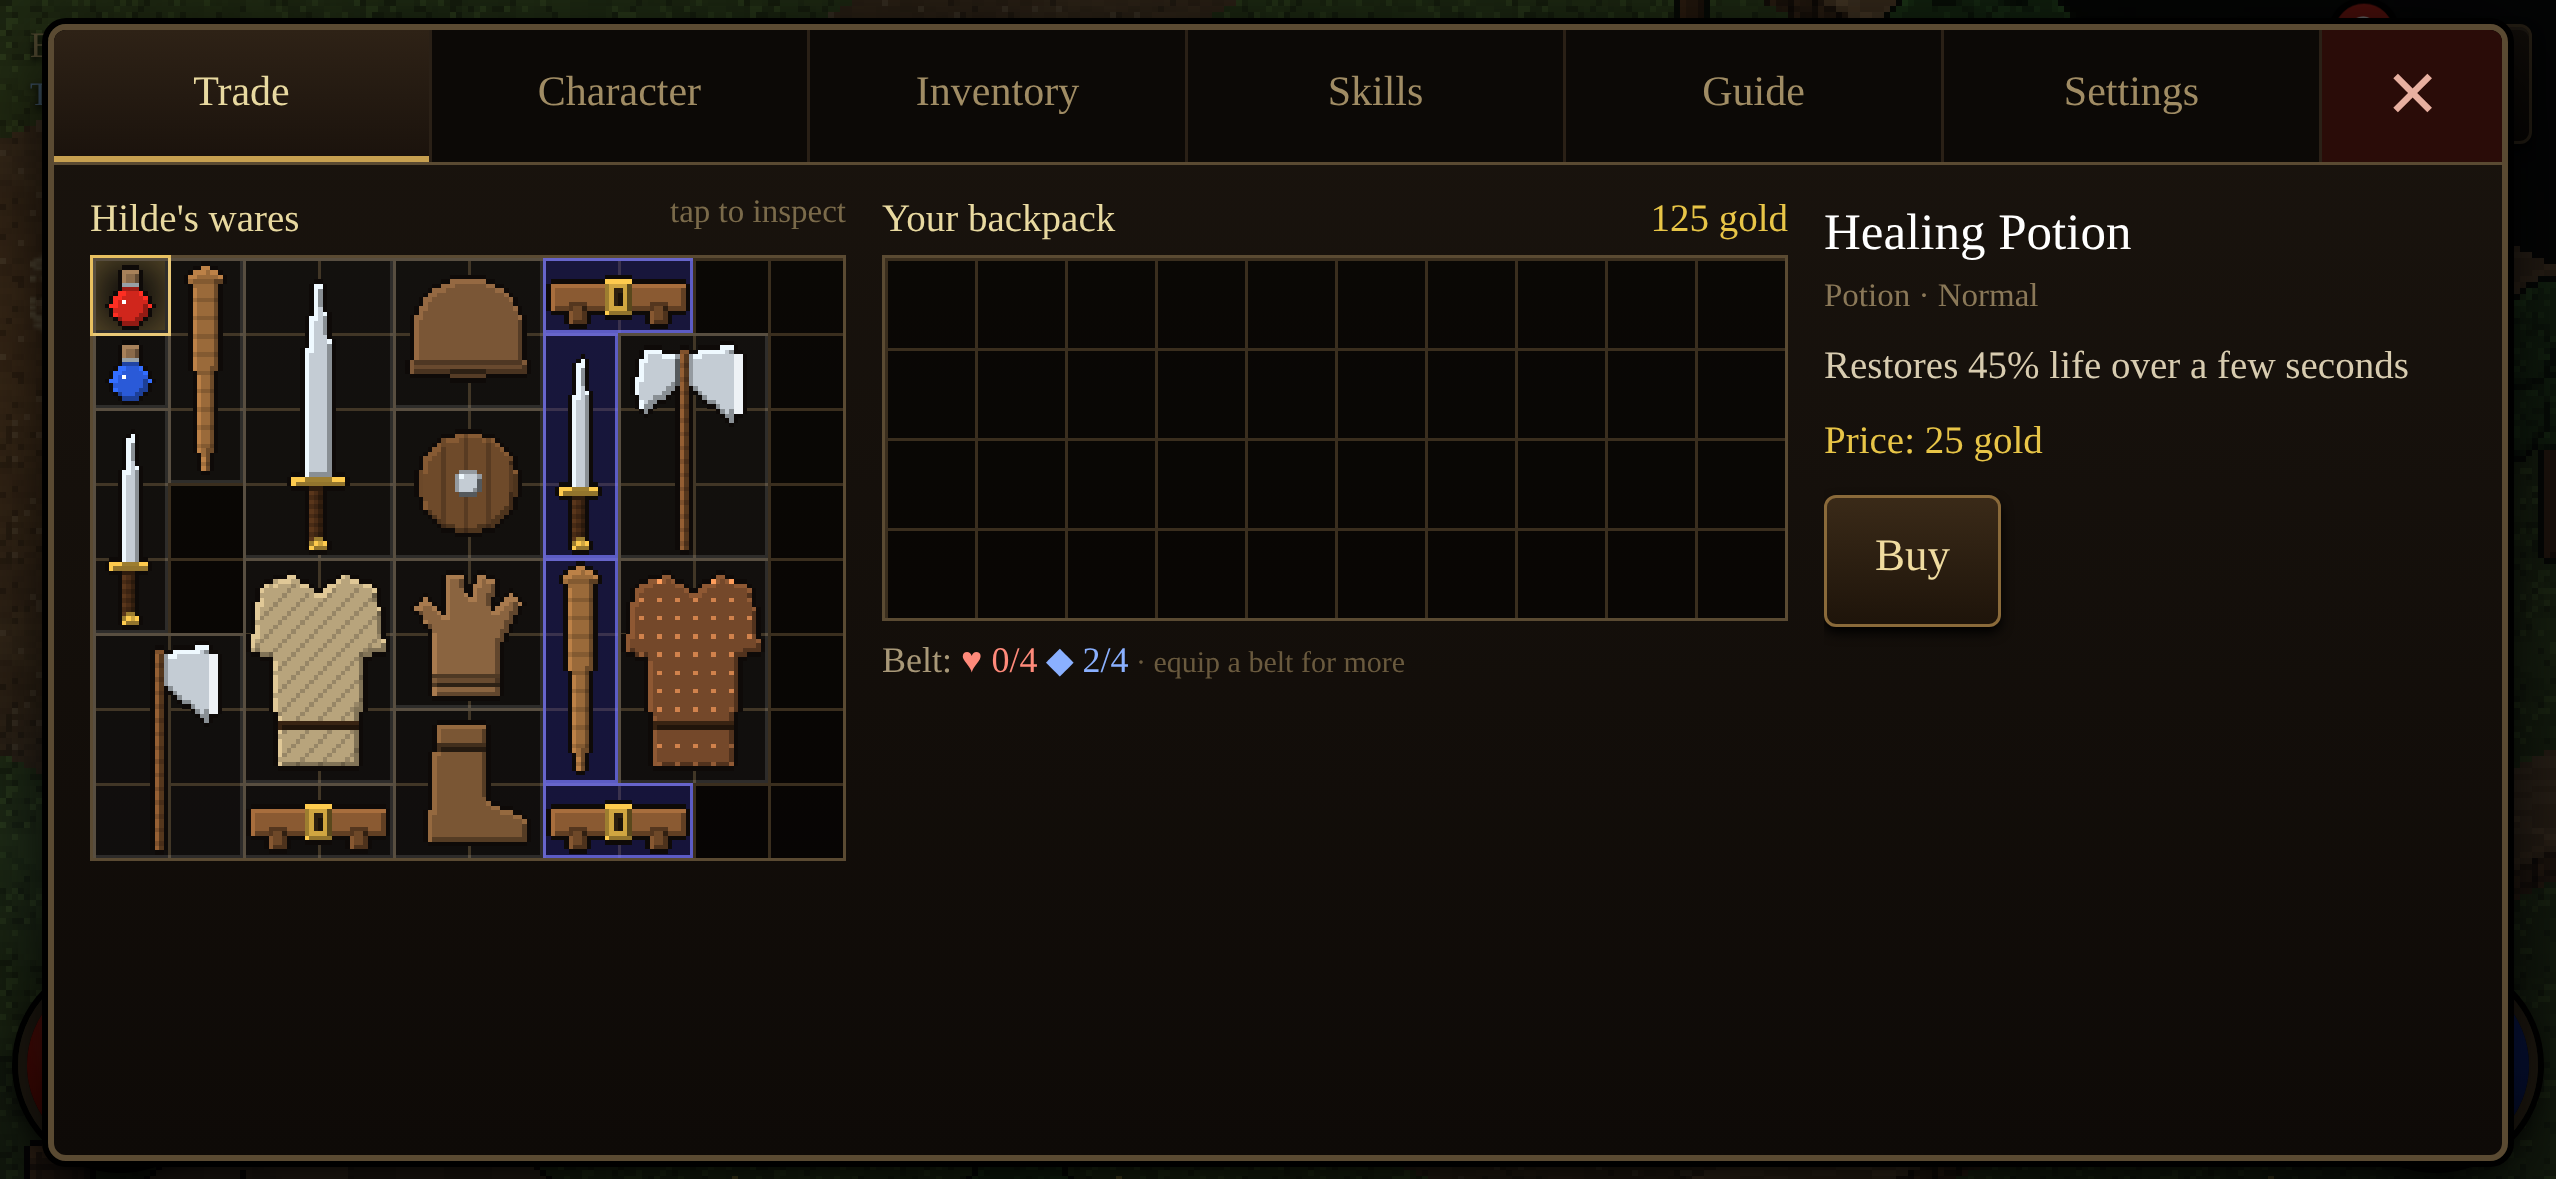 Trade
Character
Inventory
Skills
Guide
Settings
✕
Hilde's wares
tap to inspect
Your backpack
125 gold
Belt: ♥ 0/4 ◆ 2/4 · equip a belt for more
Healing Potion
Potion · Normal
Restores 45% life over a few seconds
Price: 25 gold
Buy